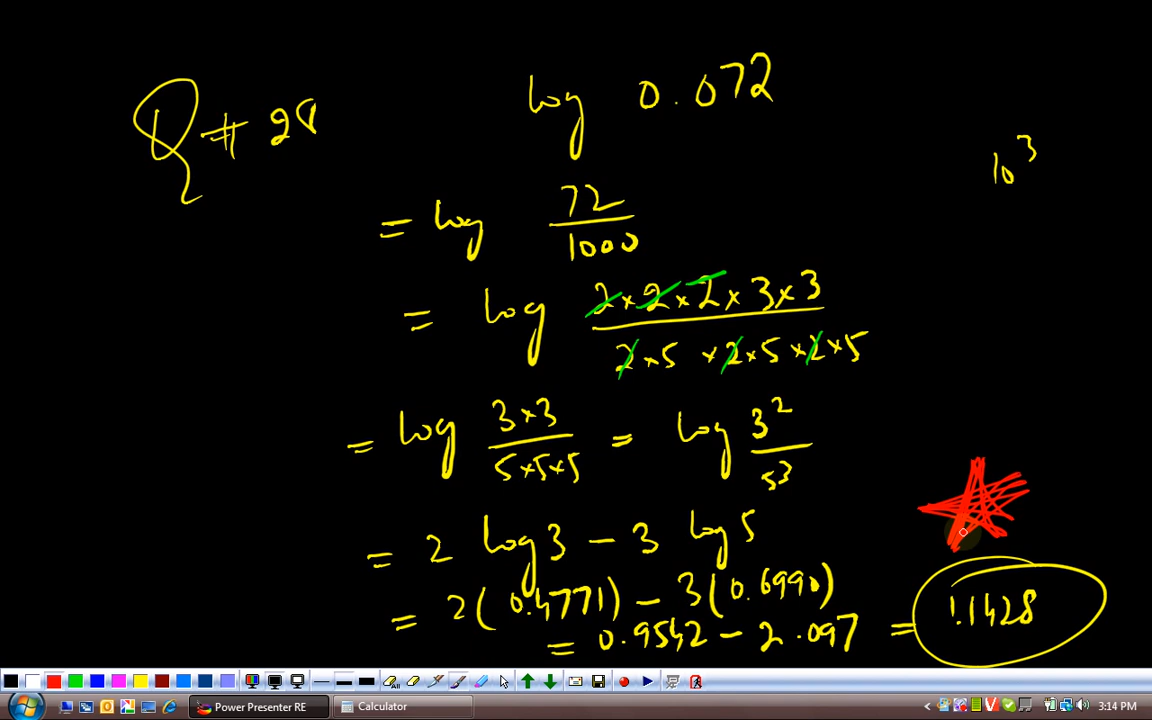 Q # 28
log 0.072
10³
= log 72/1000
= log 2×2×2×3×3 / 2×5×2×5×2×5
= log 3×3 / 5×5×5 = log 3² / 5³
= 2 log 3 − 3 log 5
= 2(0.4771) − 3(0.6990)
= 0.9542 − 2.097 = 1.1428
Power Presenter RE
Calculator
3:14 PM